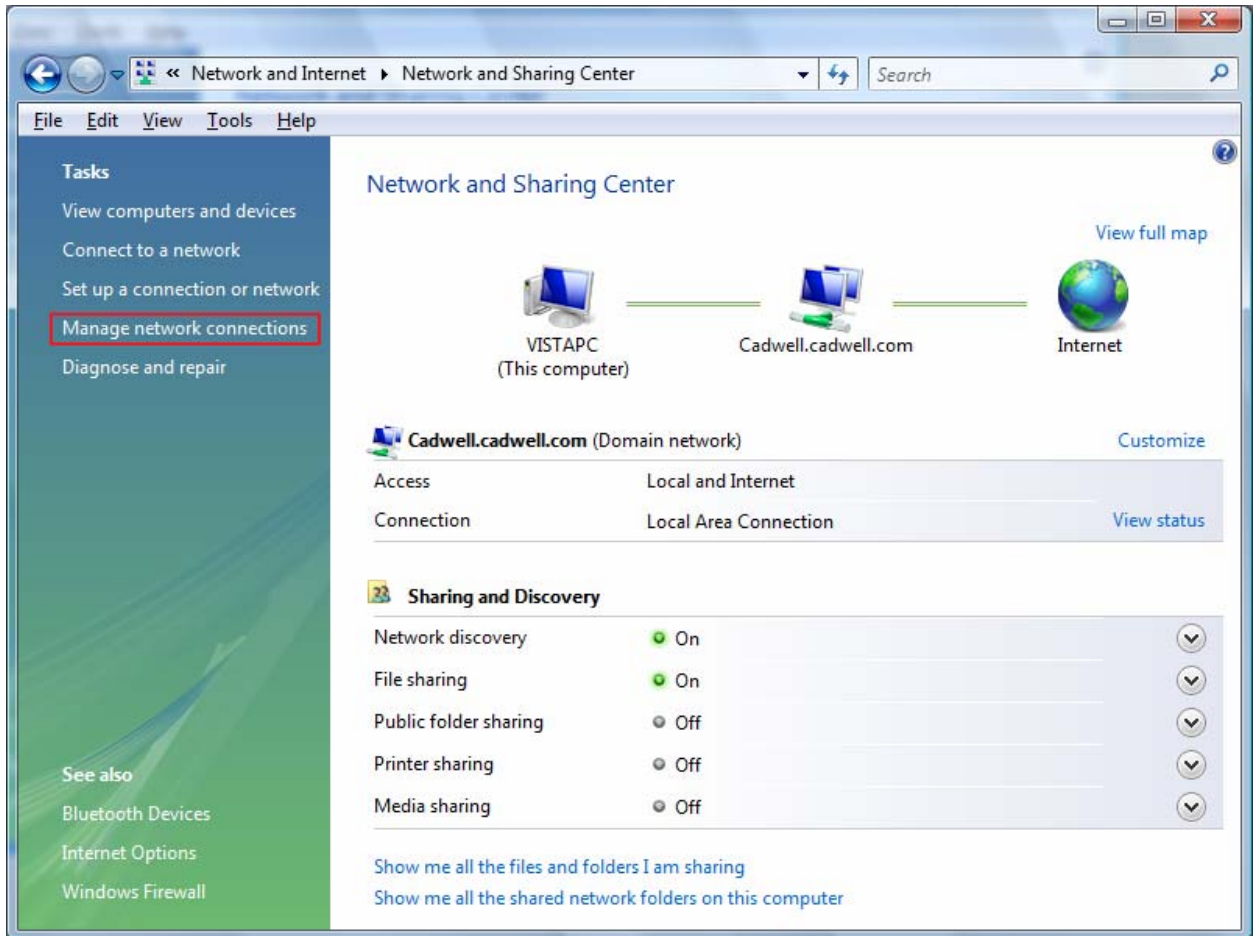 « Network and Internet ▸ Network and Sharing Center
Search
File Edit View Tools Help
Tasks
View computers and devices
Connect to a network
Set up a connection or network
Manage network connections
Diagnose and repair
See also
Bluetooth Devices
Internet Options
Windows Firewall
Network and Sharing Center
View full map
VISTAPC
(This computer)
Cadwell.cadwell.com
Internet
Cadwell.cadwell.com (Domain network) Customize
Access Local and Internet
Connection Local Area Connection View status
Sharing and Discovery
Network discovery On
File sharing On
Public folder sharing Off
Printer sharing Off
Media sharing Off
Show me all the files and folders I am sharing
Show me all the shared network folders on this computer